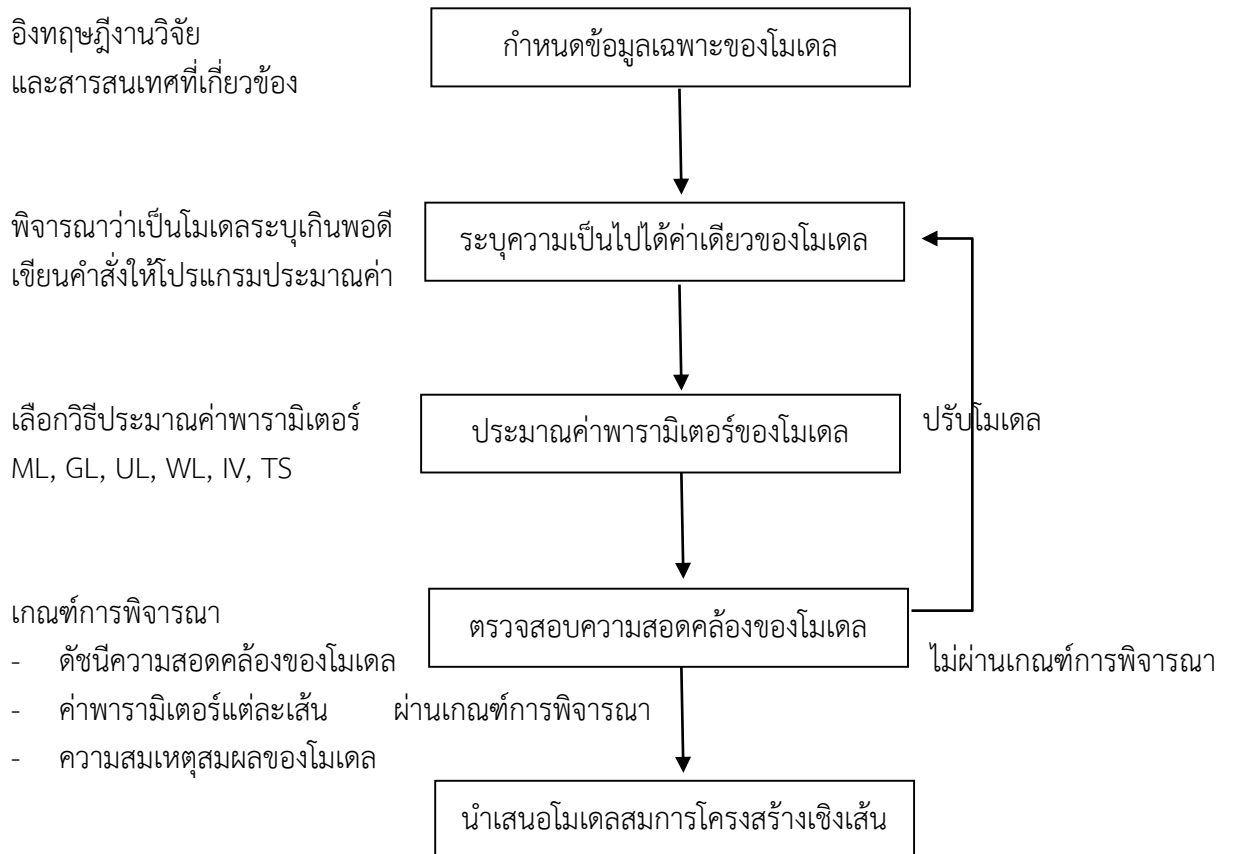 อิงทฤษฎีงานวิจัย
และสารสนเทศที่เกี่ยวข้อง
กำหนดข้อมูลเฉพาะของโมเดล
พิจารณาว่าเป็นโมเดลระบุเกินพอดี
เขียนคำสั่งให้โปรแกรมประมาณค่า
ระบุความเป็นไปได้ค่าเดียวของโมเดล
เลือกวิธีประมาณค่าพารามิเตอร์
ML, GL, UL, WL, IV, TS
ประมาณค่าพารามิเตอร์ของโมเดล
ปรับโมเดล
เกณฑ์การพิจารณา
- ดัชนีความสอดคล้องของโมเดล
- ค่าพารามิเตอร์แต่ละเส้น
- ความสมเหตุสมผลของโมเดล
ตรวจสอบความสอดคล้องของโมเดล
ไม่ผ่านเกณฑ์การพิจารณา
ผ่านเกณฑ์การพิจารณา
นำเสนอโมเดลสมการโครงสร้างเชิงเส้น